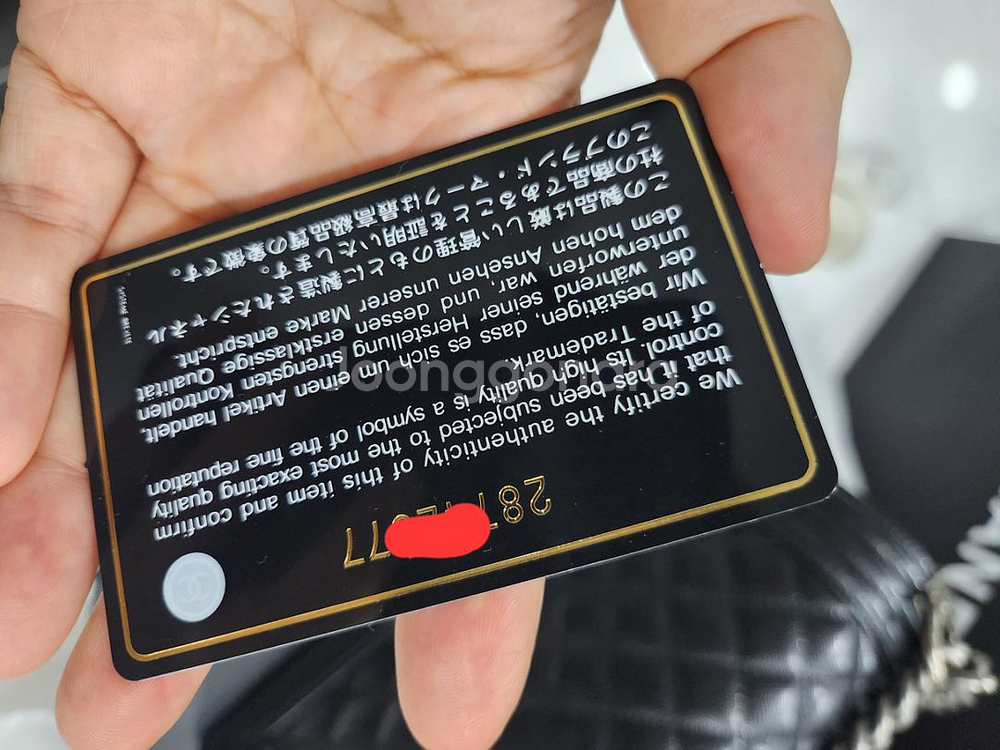 We certify the authenticity of this item and confirm
that it has been subjected to the most exacting quality
control. Its high quality is a symbol of the fine reputation
of the Trademark.
Wir bestätigen, dass es sich um einen Artikel handelt,
der während seiner Herstellung strengsten Kontrollen
unterworfen war, und dessen erstklassige Qualität
dem hohen Ansehen unserer Marke entspricht.
この製品は厳しい管理のもとに製造されたシャネル
社の商品であることを証明いたします。
このブランド・マークは最高級品質の象徴です。